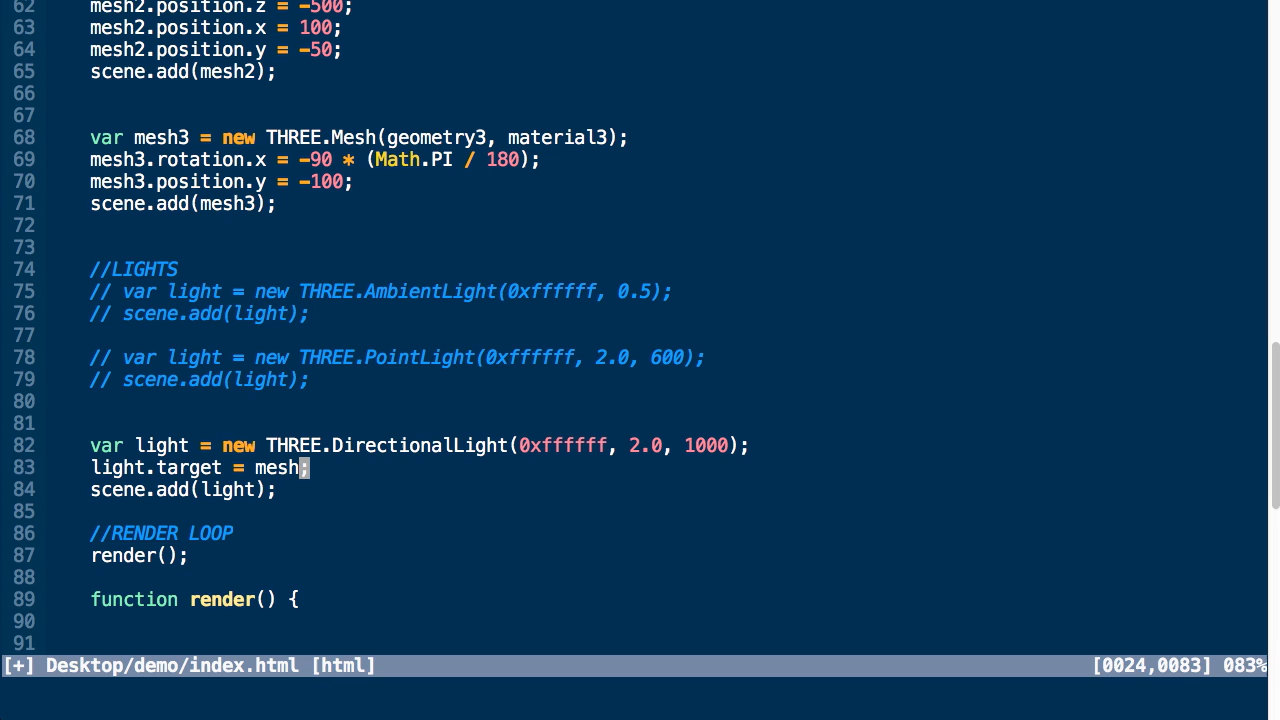 62 mesh2.position.z = -500;
63 mesh2.position.x = 100;
64 mesh2.position.y = -50;
65 scene.add(mesh2);
66
67
68 var mesh3 = new THREE.Mesh(geometry3, material3);
69 mesh3.rotation.x = -90 * (Math.PI / 180);
70 mesh3.position.y = -100;
71 scene.add(mesh3);
72
73
74 //LIGHTS
75 // var light = new THREE.AmbientLight(0xffffff, 0.5);
76 // scene.add(light);
77
78 // var light = new THREE.PointLight(0xffffff, 2.0, 600);
79 // scene.add(light);
80
81
82 var light = new THREE.DirectionalLight(0xffffff, 2.0, 1000);
83 light.target = mesh;
84 scene.add(light);
85
86 //RENDER LOOP
87 render();
88
89 function render() {
90
91
[+] Desktop/demo/index.html [html] [0024,0083] 083%